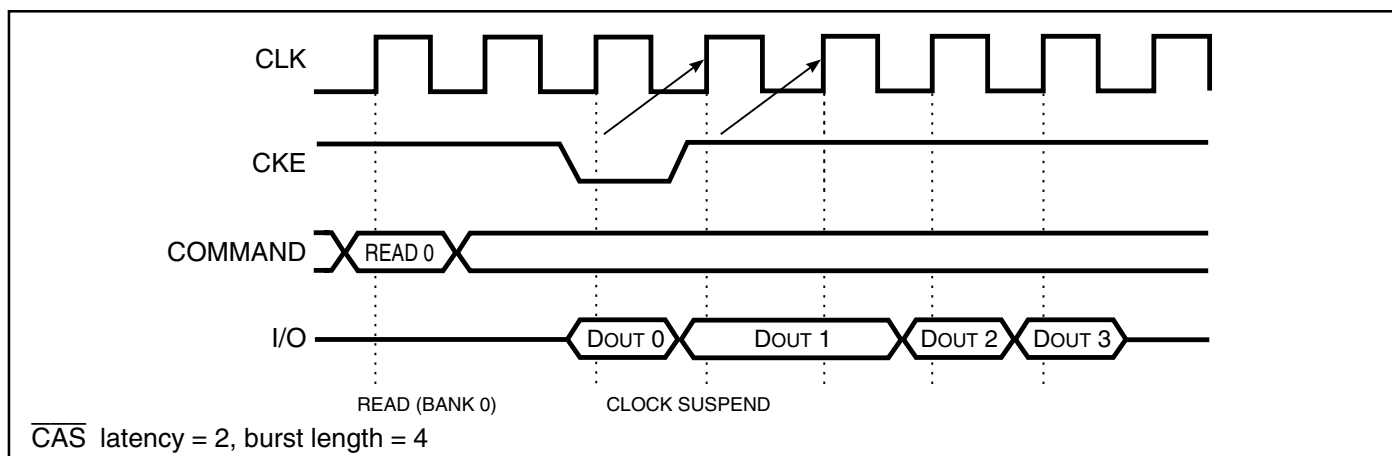 CLK
CKE
COMMAND READ 0
I/O DOUT 0 DOUT 1 DOUT 2 DOUT 3
READ (BANK 0) CLOCK SUSPEND
CAS latency = 2, burst length = 4